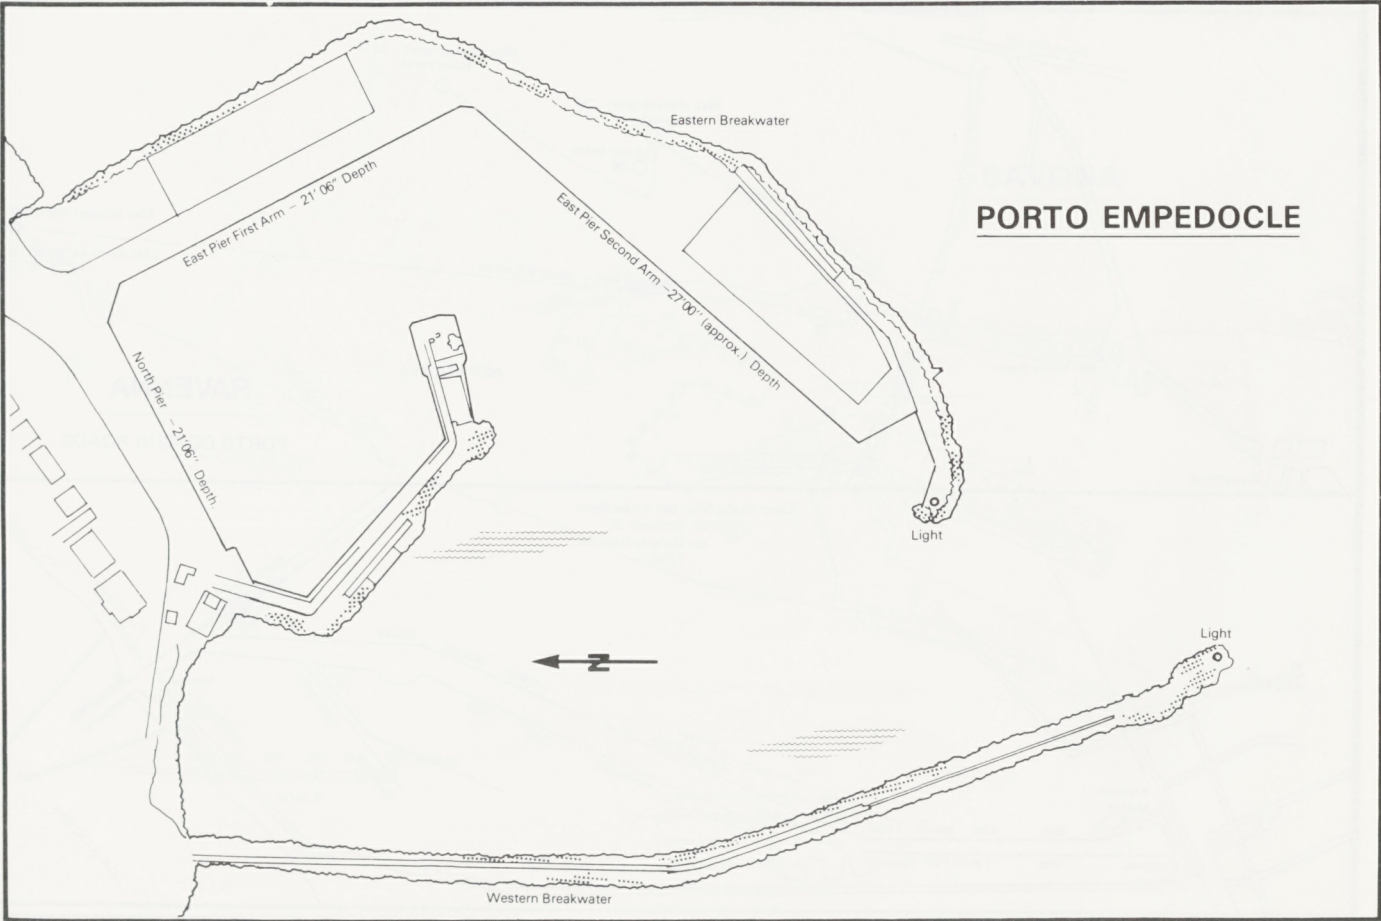 Eastern Breakwater
PORTO EMPEDOCLE
East Pier First Arm – 21' 06" Depth
East Pier Second Arm –27'00" (approx.) Depth
North Pier –21'06" Depth.
Light
N
Light
Western Breakwater